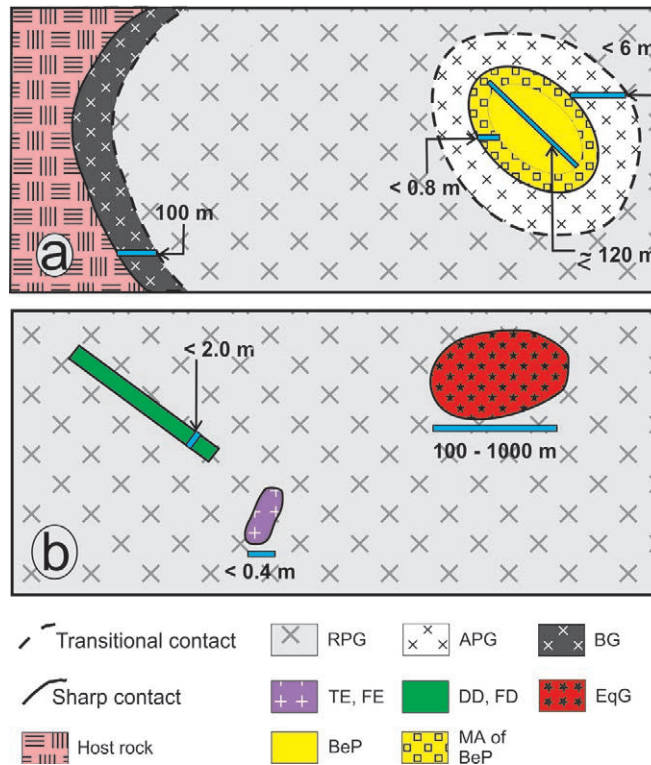 < 6 m
< 0.8 m
100 m
≈ 120 m
a
< 2.0 m
100 - 1000 m
< 0.4 m
b
Transitional contact
RPG
APG
BG
Sharp contact
TE, FE
DD, FD
EqG
Host rock
BeP
MA of
BeP